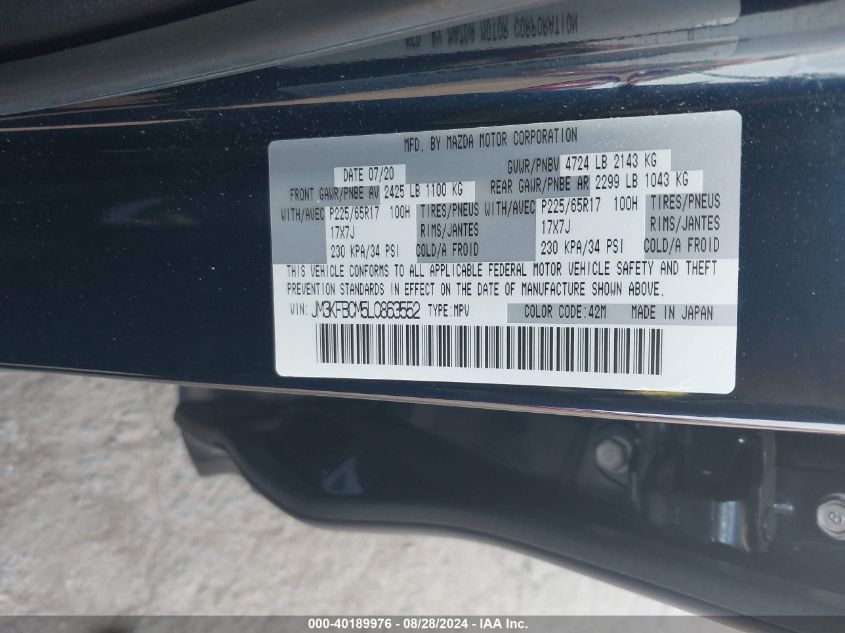 MFD. BY MAZDA MOTOR CORPORATION
DATE 07/20 GVWR/PNBV 4724 LB 2143 KG
FRONT GAWR/PNBE AV 2425 LB 1100 KG REAR GAWR/PNBE AR 2299 LB 1043 KG
WITH/AVEC P225/65R17 100H TIRES/PNEUS WITH/AVEC P225/65R17 100H TIRES/PNEUS
17X7J RIMS/JANTES 17X7J RIMS/JANTES
230 KPA/34 PSI COLD/A FROID 230 KPA/34 PSI COLD/A FROID
THIS VEHICLE CONFORMS TO ALL APPLICABLE FEDERAL MOTOR VEHICLE SAFETY AND THEFT
PREVENTION STANDARDS IN EFFECT ON THE DATE OF MANUFACTURE SHOWN ABOVE.
VIN: JM3KFBCM5L0863552 TYPE:MPV COLOR CODE:42M MADE IN JAPAN
000-40189976 - 08/28/2024 - IAA Inc.